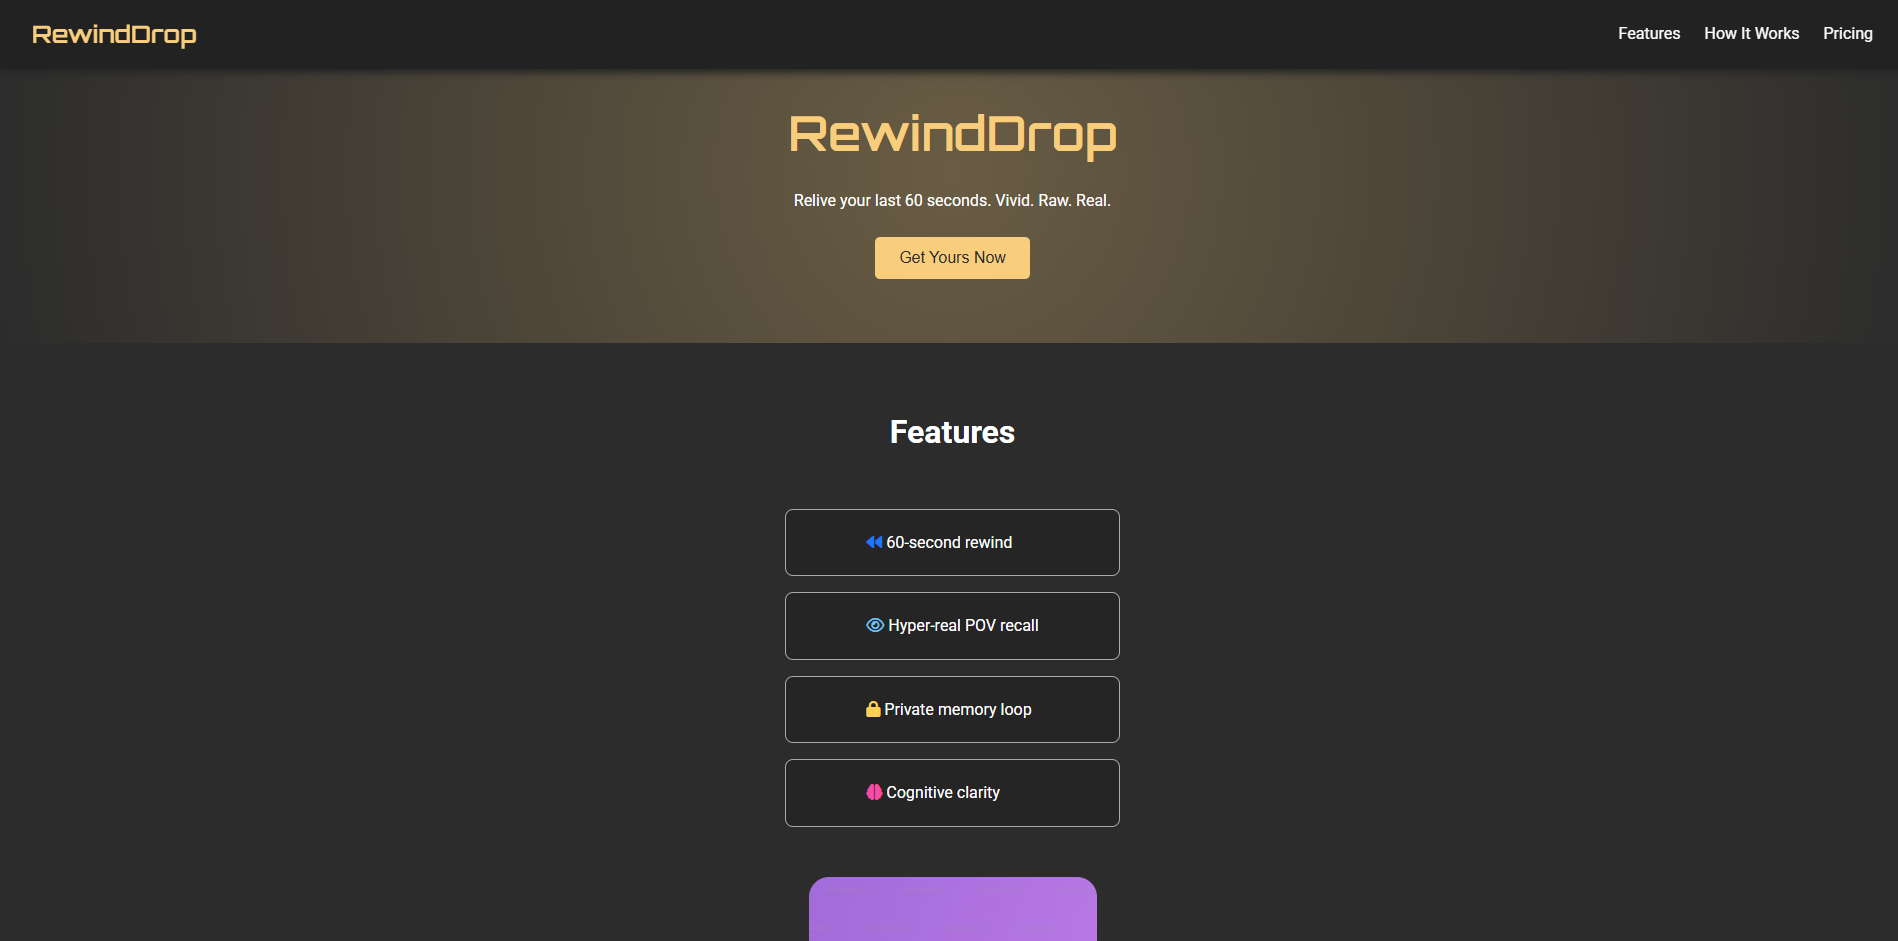 RewindDrop
Features How It Works Pricing
RewindDrop
Relive your last 60 seconds. Vivid. Raw. Real.
Get Yours Now
Features
60-second rewind
Hyper-real POV recall
Private memory loop
Cognitive clarity